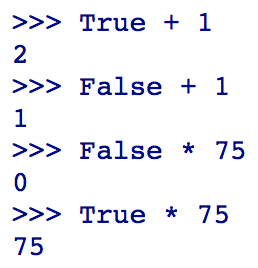 >>> True + 1
2
>>> False + 1
1
>>> False * 75
0
>>> True * 75
75